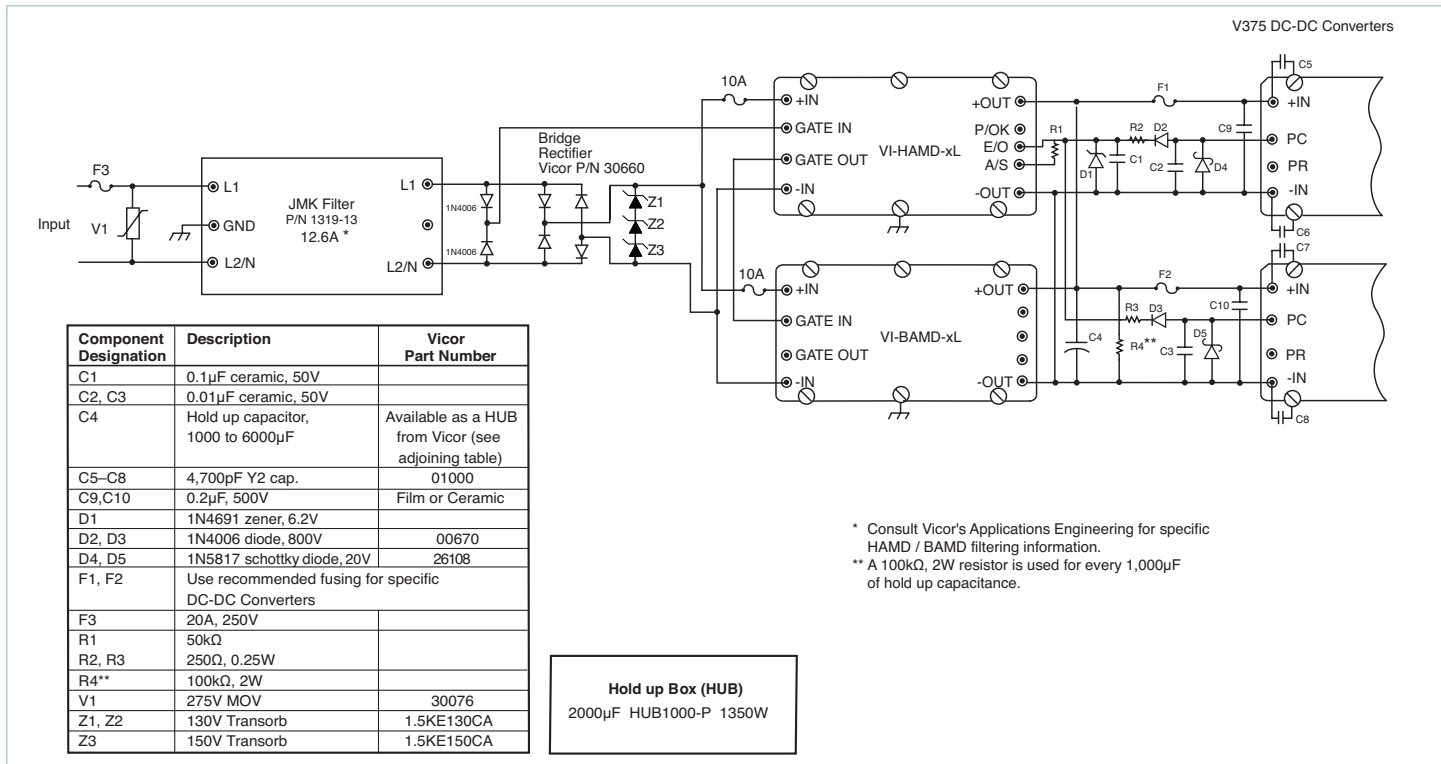 V375 DC-DC Converters
F3
Input
V1
L1
GND
L2/N
JMK Filter
P/N 1319-13
12.6A *
L1
L2/N
1N4006
1N4006
Bridge
Rectifier
Vicor P/N 30660
Z1
Z2
Z3
10A
+IN
GATE IN
GATE OUT
-IN
VI-HAMD-xL
+OUT
P/OK
E/O
A/S
-OUT
R1
D1
C1
R2
D2
C2
D4
F1
C9
C5
+IN
PC
PR
-IN
C6
10A
+IN
GATE IN
GATE OUT
-IN
VI-BAMD-xL
+OUT
-OUT
C4
R3
D3
R4**
C3
D5
F2
C10
C7
+IN
PC
PR
-IN
C8
Component Designation Description Vicor Part Number
C1 0.1µF ceramic, 50V
C2, C3 0.01µF ceramic, 50V
C4 Hold up capacitor, 1000 to 6000µF Available as a HUB from Vicor (see adjoining table)
C5–C8 4,700pF Y2 cap. 01000
C9,C10 0.2µF, 500V Film or Ceramic
D1 1N4691 zener, 6.2V
D2, D3 1N4006 diode, 800V 00670
D4, D5 1N5817 schottky diode, 20V 26108
F1, F2 Use recommended fusing for specific DC-DC Converters
F3 20A, 250V
R1 50kΩ
R2, R3 250Ω, 0.25W
R4** 100kΩ, 2W
V1 275V MOV 30076
Z1, Z2 130V Transorb 1.5KE130CA
Z3 150V Transorb 1.5KE150CA
Hold up Box (HUB)
2000µF HUB1000-P 1350W
* Consult Vicor's Applications Engineering for specific
HAMD / BAMD filtering information.
** A 100kΩ, 2W resistor is used for every 1,000µF
of hold up capacitance.